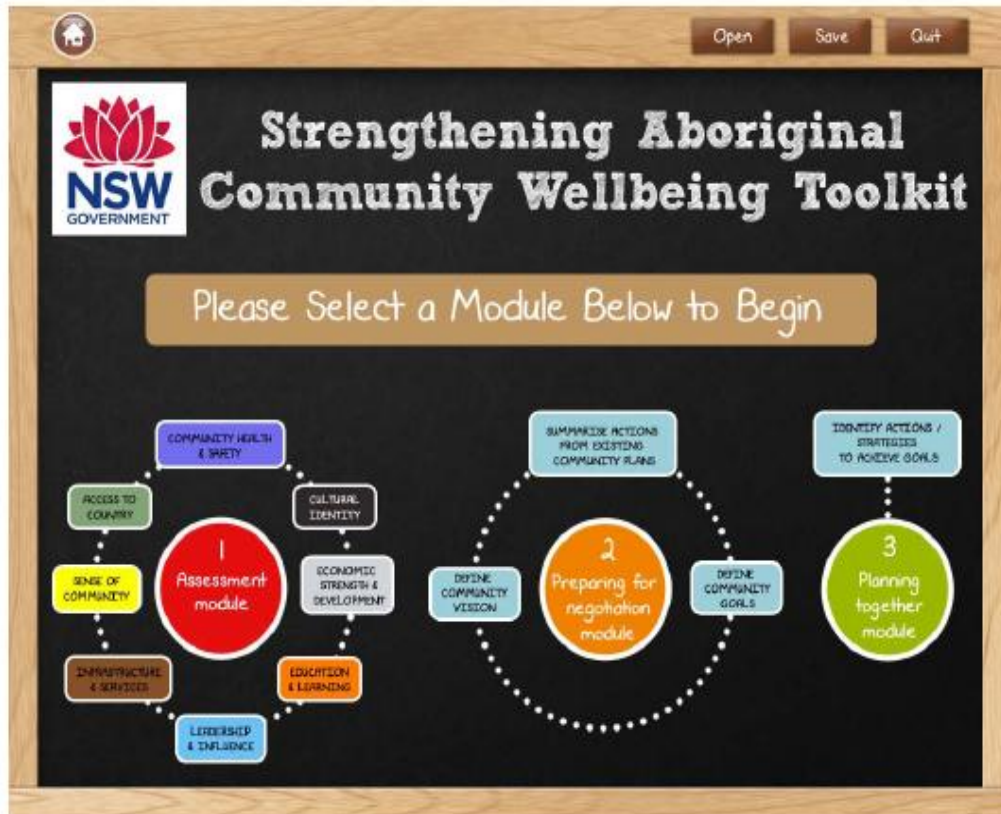 Open
Save
Quit
NSW
GOVERNMENT
Strengthening Aboriginal
Community Wellbeing Toolkit
Please Select a Module Below to Begin
COMMUNITY HEALTH
& SAFETY
ACCESS TO
COUNTRY
CULTURAL
IDENTITY
SENSE OF
COMMUNITY
1
Assessment
module
ECONOMIC
STRENGTH &
DEVELOPMENT
INFRASTRUCTURE
& SERVICES
EDUCATION
& LEARNING
LEADERSHIP
& INFLUENCE
SUMMARISE ACTIONS
FROM EXISTING
COMMUNITY PLANS
DEFINE
COMMUNITY
VISION
2
Preparing for
negotiation
module
DEFINE
COMMUNITY
GOALS
IDENTIFY ACTIONS /
STRATEGIES
TO ACHIEVE GOALS
3
Planning
together
module